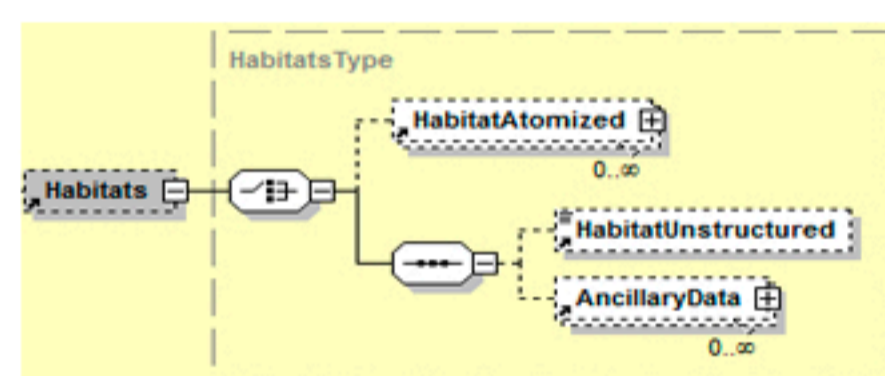 HabitatsType
HabitatAtomized
0..∞
Habitats
HabitatUnstructured
AncillaryData
0..∞